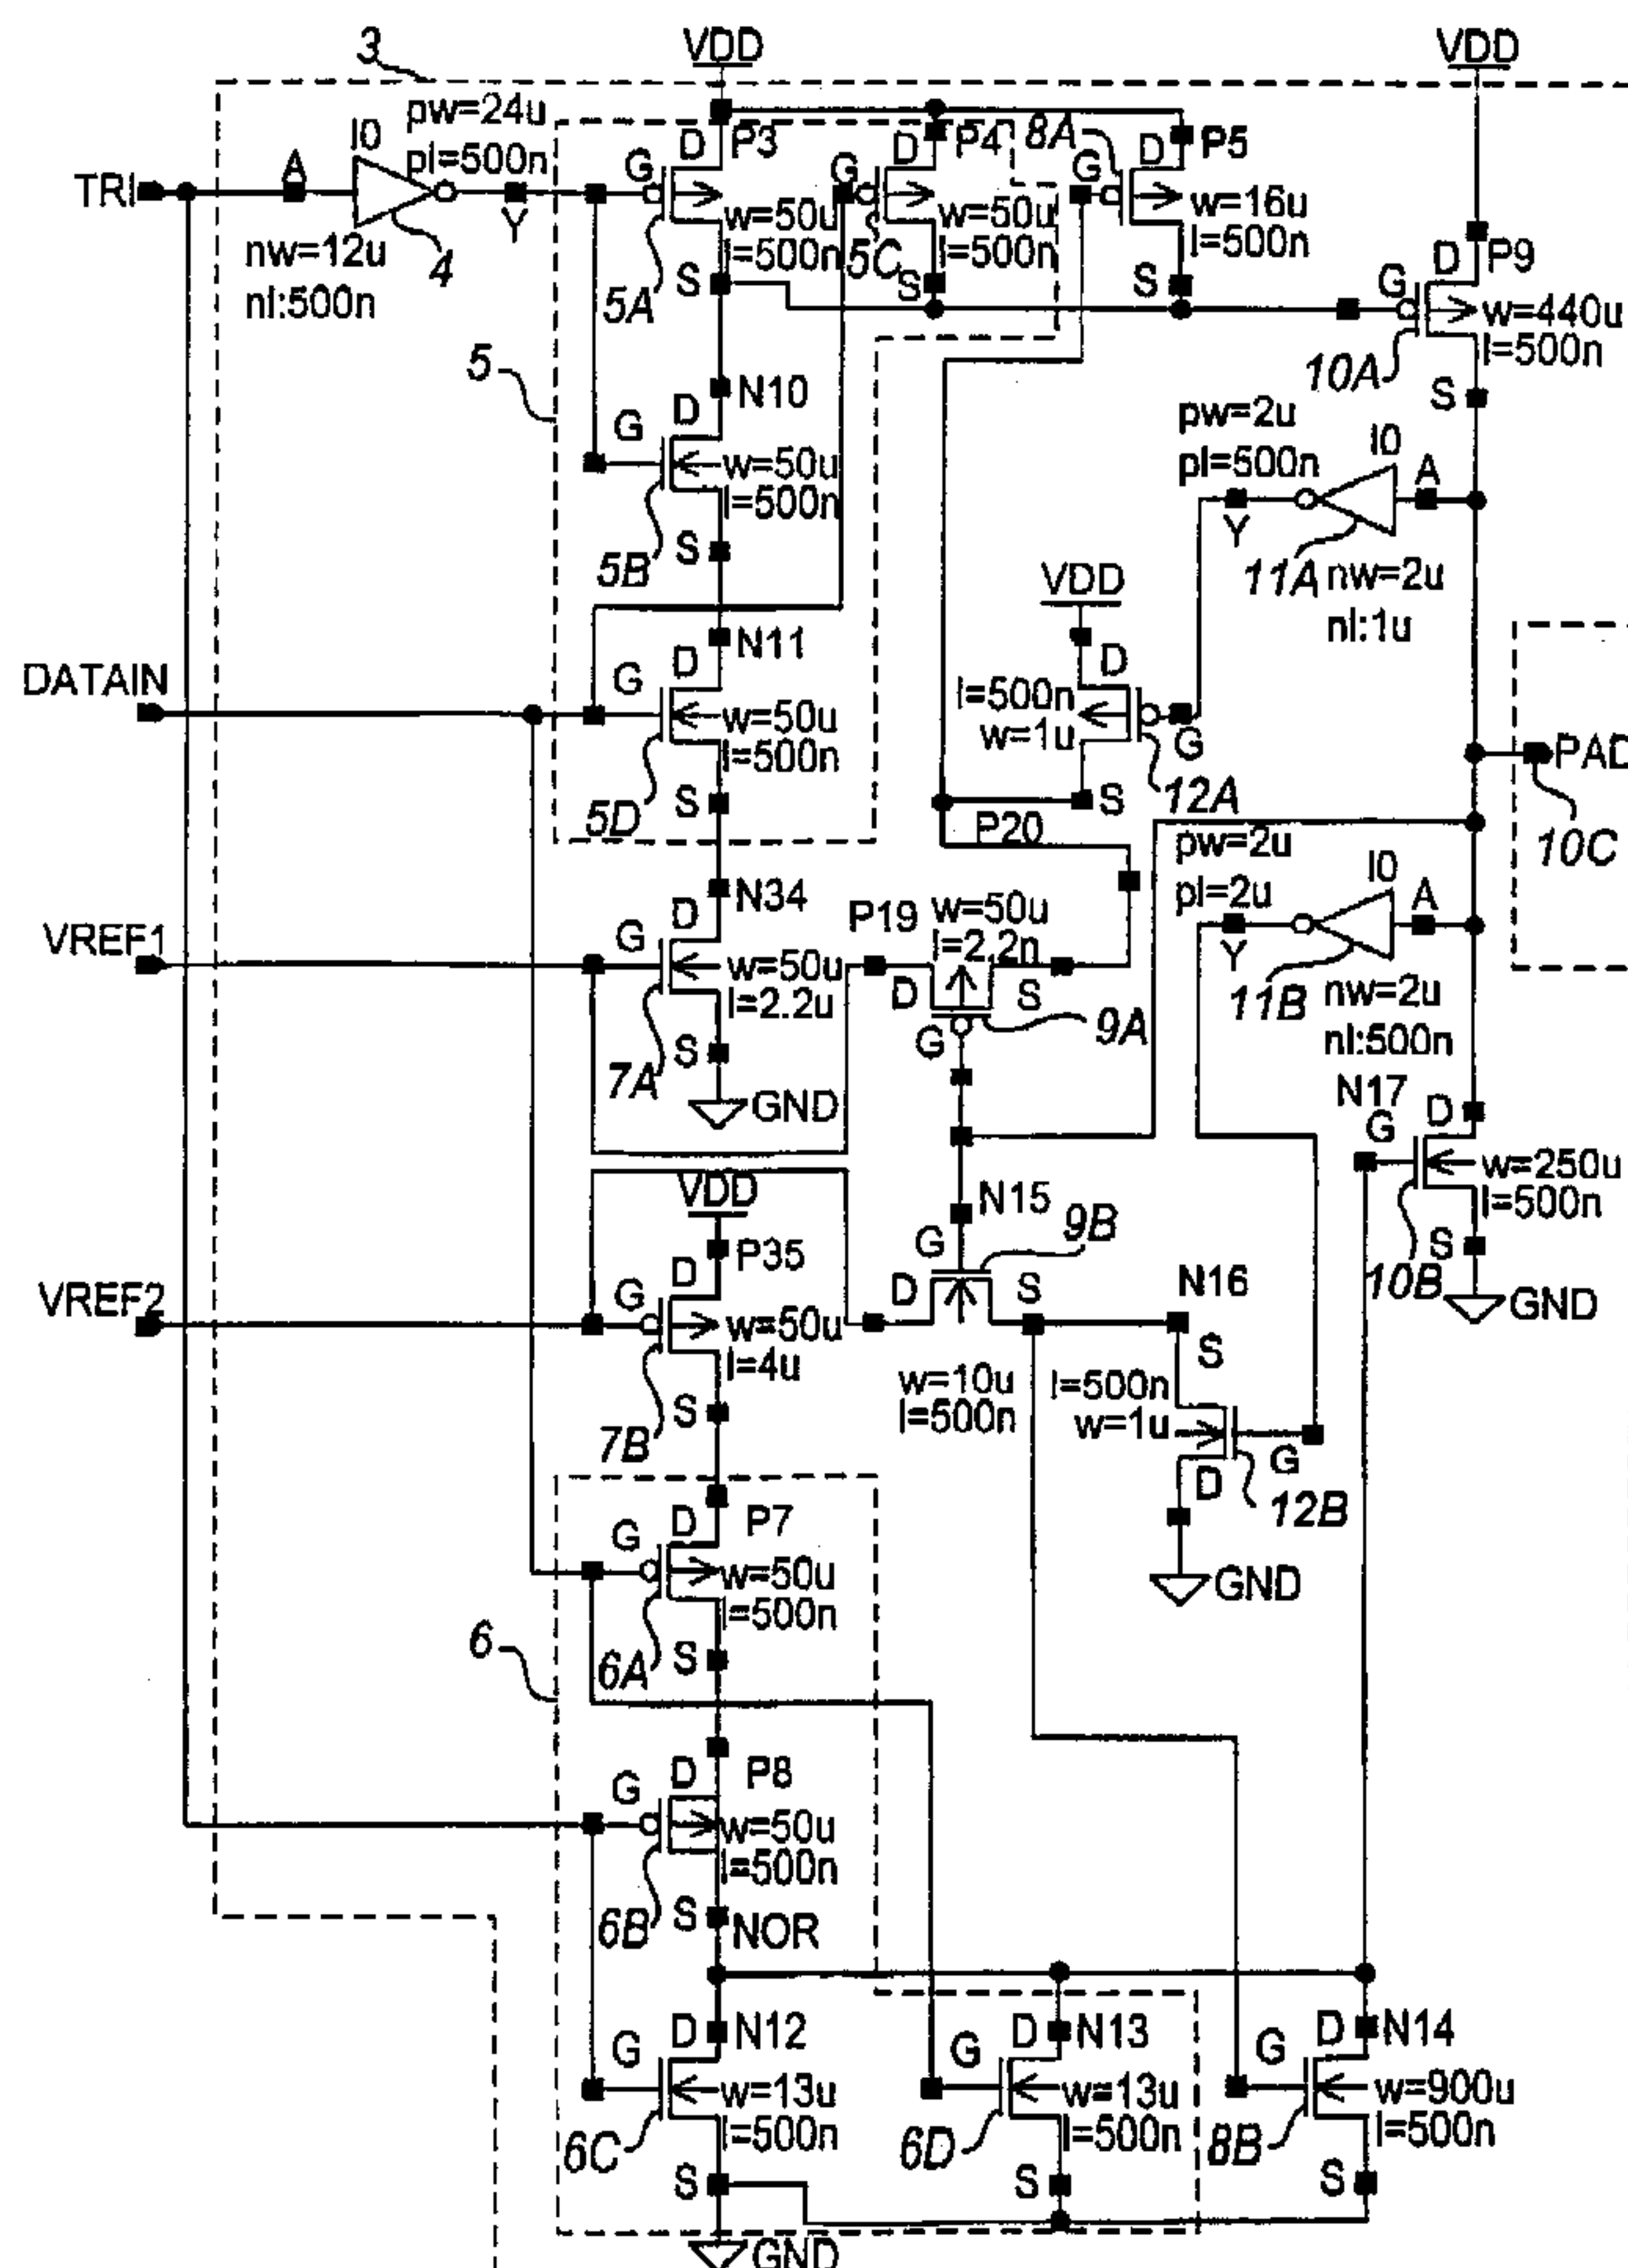 3
VDD
VDD
pw=24u
pl=500n
I0
A
TRI
Y
nw=12u
nl:500n
4
G
D
P3
w=50u
l=500n
5A
S
G
D
P4
w=50u
l=500n
5C
S
8A
G
D
P5
w=16u
l=500n
S
D
P9
G
w=440u
l=500n
10A
S
5
N10
D
G
w=50u
l=500n
5B
S
pw=2u
pl=500n
I0
A
Y
11A
nw=2u
nl:1u
VDD
D
l=500n
w=1u
G
S
12A
P20
PAD
10C
DATAIN
N11
D
G
w=50u
l=500n
5D
S
VREF1
N34
D
G
w=50u
l=2.2u
S
7A
GND
P19
w=50u
l=2.2n
D
S
G
9A
pw=2u
pl=2u
I0
A
Y
11B
nw=2u
nl:500n
N17
D
G
w=250u
l=500n
S
10B
GND
VDD
P35
D
G
VREF2
w=50u
l=4u
S
7B
N15
9B
G
D
S
w=10u
l=500n
N16
S
l=500n
w=1u
G
D
12B
GND
6
P7
D
G
w=50u
l=500n
6A
S
P8
D
G
w=50u
l=500n
6B
S
NOR
D
N12
G
w=13u
l=500n
6C
S
GND
D
N13
G
w=13u
l=500n
6D
S
D
N14
G
w=900u
l=500n
8B
S